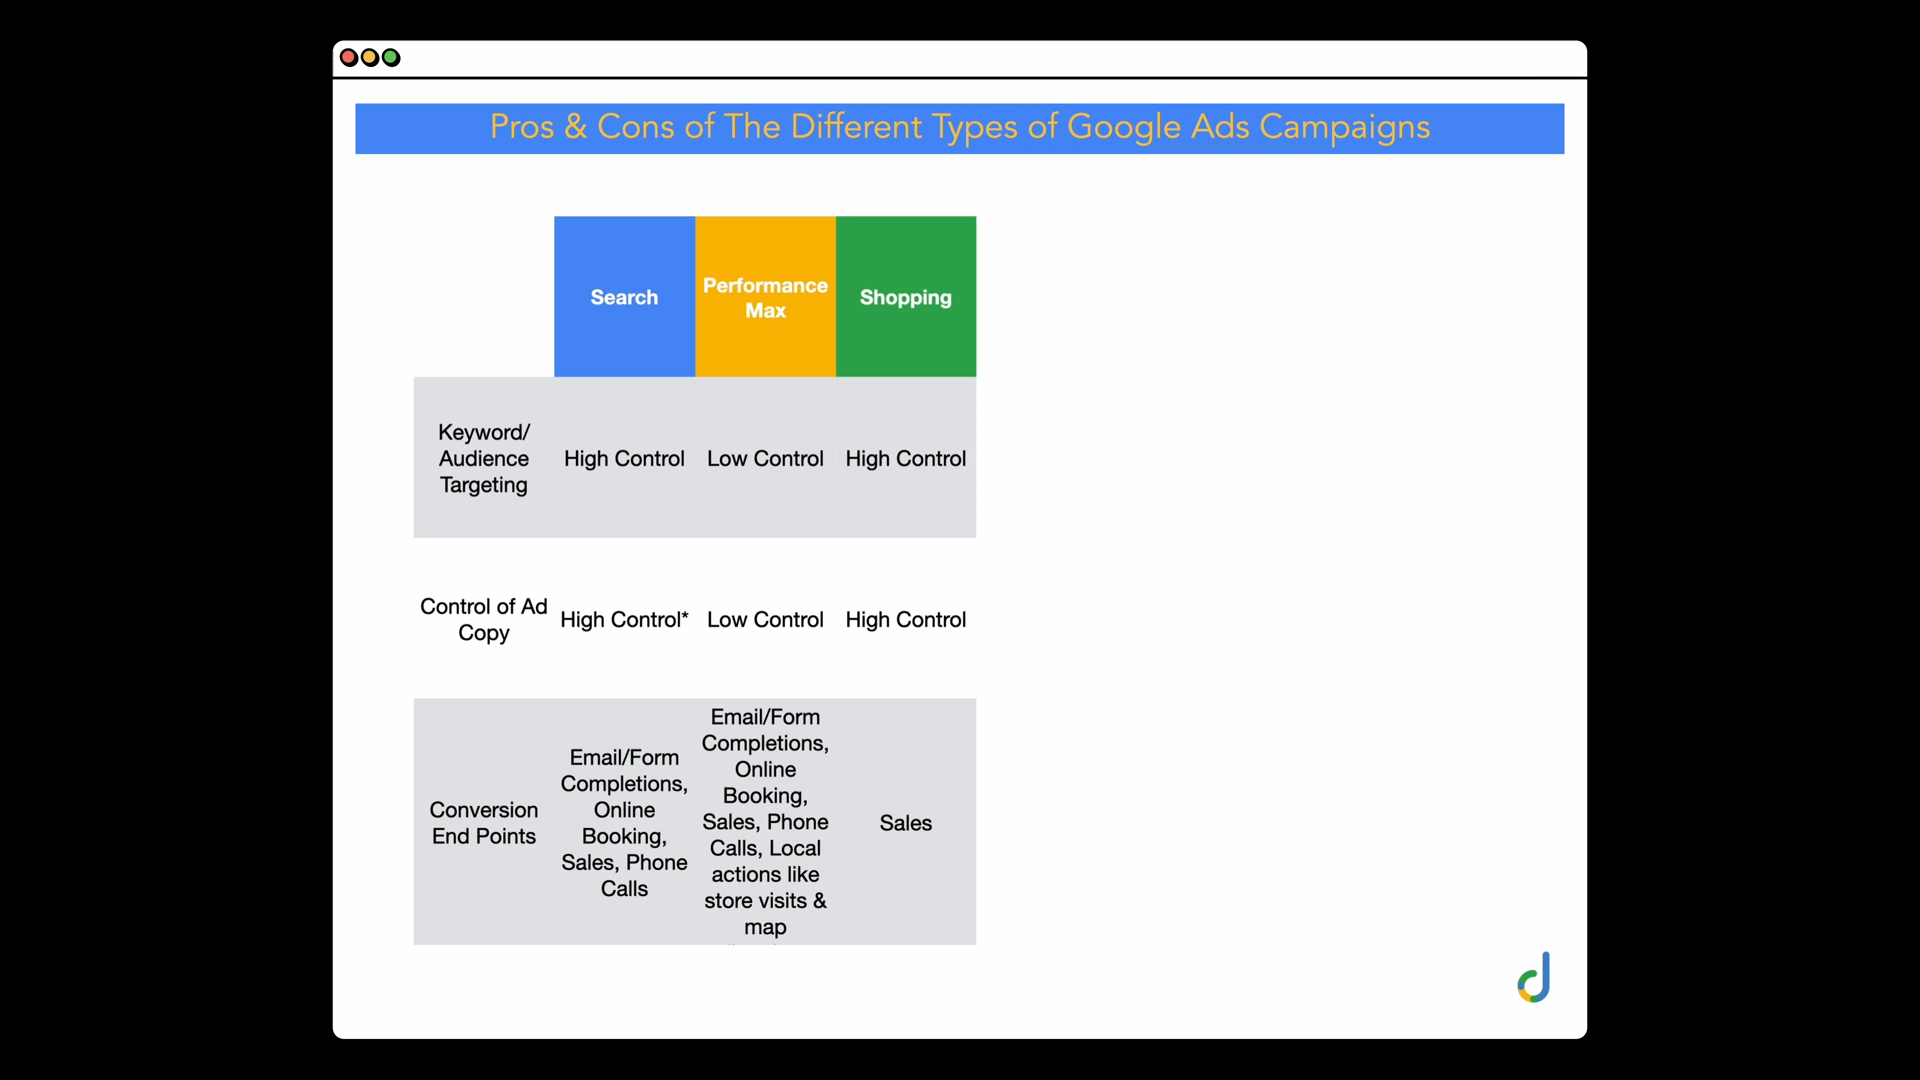 Pros & Cons of The Different Types of Google Ads Campaigns
Search
Performance
Max
Shopping
Keyword/
Audience
Targeting
High Control
Low Control
High Control
Control of Ad
Copy
High Control*
Low Control
High Control
Conversion
End Points
Email/Form
Completions,
Online
Booking,
Sales, Phone
Calls
Email/Form
Completions,
Online
Booking,
Sales, Phone
Calls, Local
actions like
store visits &
map
Sales